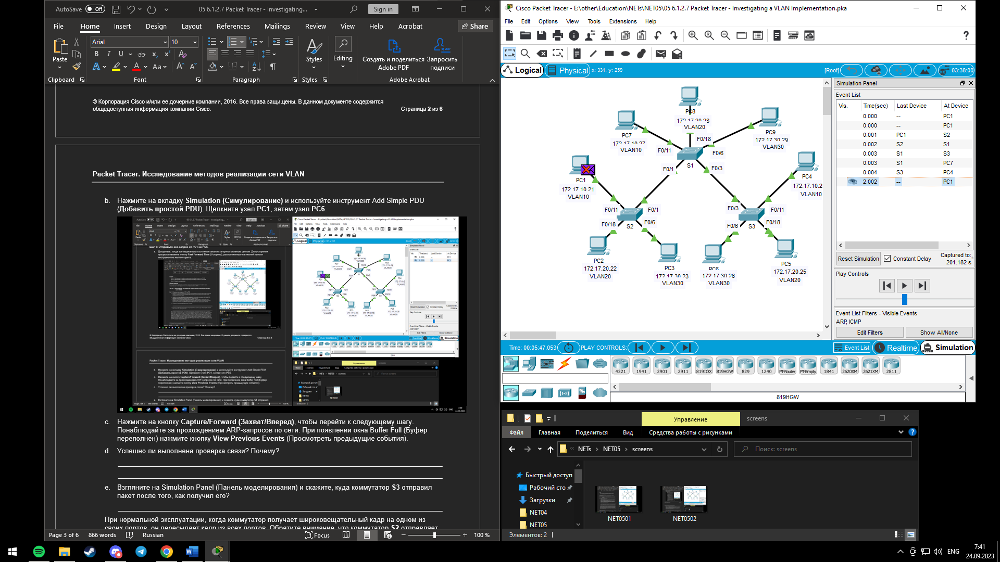 AutoSave Off
05 6.1.2.7 Packet Tracer - Investigating...
Sign in
File Home Insert Design Layout References Mailings Review View Help Acrobat Share
Paste
Arial 10
Styles
Editing
Создать и поделиться Adobe PDF
Запросить подписи
Clipboard Font Paragraph Styles Adobe Acrobat
© Корпорация Cisco и/или ее дочерние компании, 2016. Все права защищены. В данном документе содержится
общедоступная информация компании Cisco. Страница 2 из 6
Packet Tracer. Исследование методов реализации сети VLAN
b. Нажмите на вкладку Simulation (Симулирование) и используйте инструмент Add Simple PDU
(Добавить простой PDU). Щелкните узел PC1, затем узел PC6.
c. Нажмите на кнопку Capture/Forward (Захват/Вперед), чтобы перейти к следующему шагу.
Понаблюдайте за прохождением ARP-запросов по сети. При появлении окна Buffer Full (Буфер
переполнен) нажмите кнопку View Previous Events (Просмотреть предыдущие события).
d. Успешно ли выполнена проверка связи? Почему?
e. Взгляните на Simulation Panel (Панель моделирования) и скажите, куда коммутатор S3 отправил
пакет после того, как получил его?
При нормальной эксплуатации, когда коммутатор получает широковещательный кадр на одном из
своих портов, он пересылает кадр из всех портов. Обратите внимание, что коммутатор S2 отправляет
Page 3 of 6 866 words Russian Focus 100 %
Cisco Packet Tracer - E:\other\Education\NETs\NET05\05 6.1.2.7 Packet Tracer - Investigating a VLAN Implementation.pka
File Edit Options View Tools Extensions Help
Logical Physical x: 331, y: 259 [Root] 03:38:00
PC8
172.17.20.28
VLAN20
PC7
172.17.10.27
VLAN10
PC9
172.17.30.29
VLAN30
F0/18
F0/11
F0/6
S1
F0/1
F0/3
PC1
172.17.10.21
VLAN10
PC4
172.17.10.2
VLAN10
F0/11
F0/1
F0/18
F0/6
S2
F0/3
F0/11
F0/6
F0/18
S3
PC2
172.17.20.22
VLAN20
PC3
172.17.30.23
VLAN30
PC6
172.17.30.26
VLAN30
PC5
172.17.20.25
VLAN20
Simulation Panel
Event List
Vis. Time(sec) Last Device At Device
0.000 -- PC1
0.000 -- PC1
0.001 PC1 S2
0.002 S2 S1
0.003 S1 S3
0.003 S1 PC7
0.004 S3 PC4
2.002 -- PC1
Reset Simulation Constant Delay Captured to:
201.182 s
Play Controls
Event List Filters - Visible Events
ARP, ICMP
Edit Filters Show All/None
Time: 00:05:47.053 PLAY CONTROLS: Event List Realtime Simulation
4321 1941 2901 2911 819IOX 819HGW 829 1240 PT-Router PT-Empty 1841 2620XM 2621XM 2811
819HGW
Управление screens
Файл Главная Поделиться Вид Средства работы с рисунками
NETs NET05 screens Поиск: screens
Быстрый доступ
Рабочий сто
Загрузки
NET04
NET05
NET0501 NET0502
Элементов: 2
ENG 7:41
24.09.2023